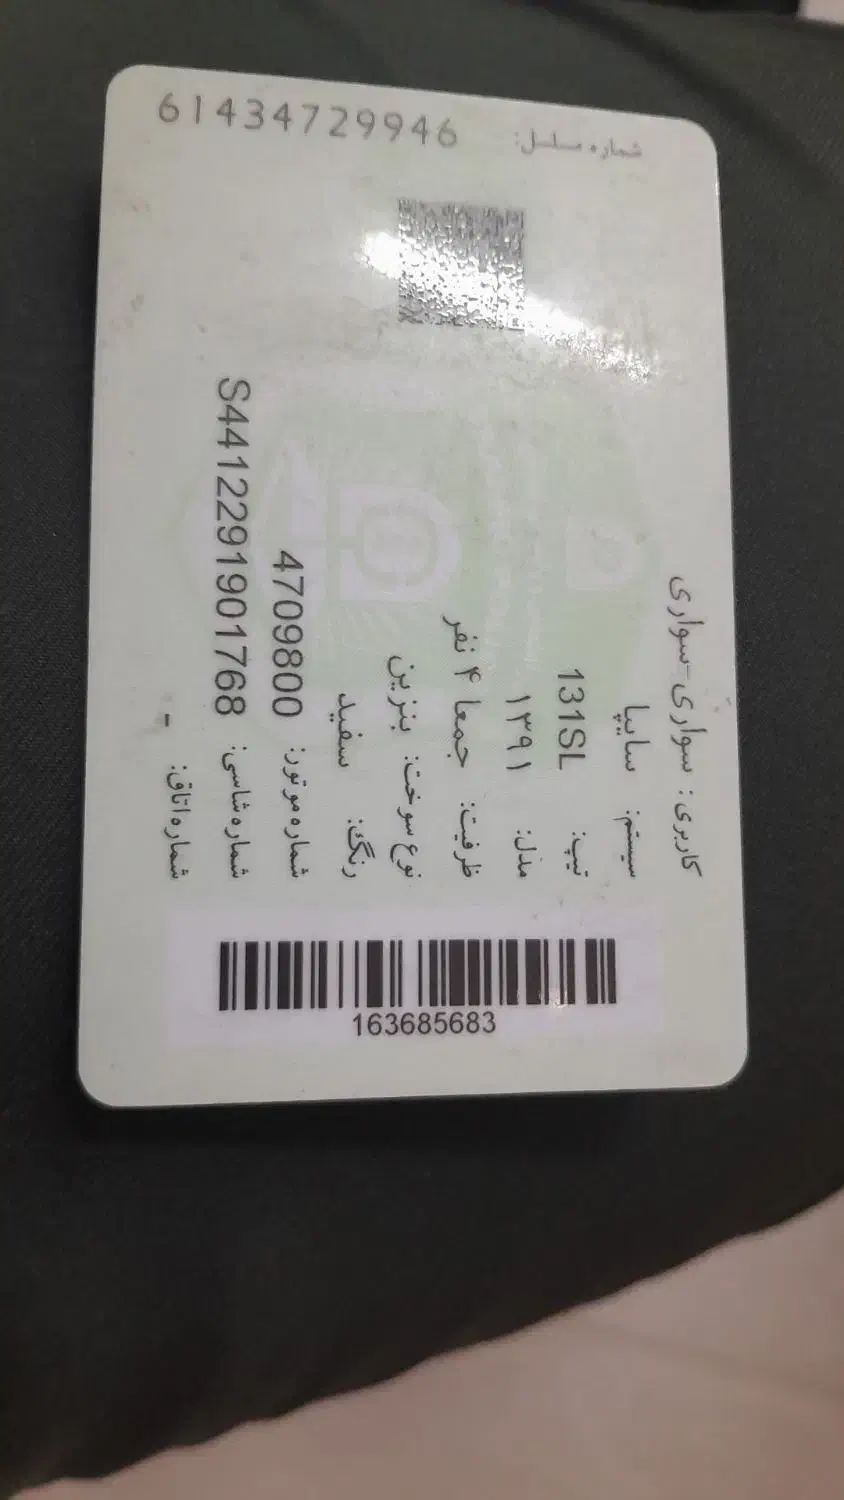 شماره مسلسل: 61434729946
کاربری: سواری-سواری
سیستم: سایپا
تیپ: 131SL
مدل: ۱۳۹۱
ظرفیت: جمعا ۴ نفر
نوع سوخت: بنزین
رنگ: سفید
شماره موتور: 4709800
شماره شاسی: S4412291901768
شماره اتاق: -
163685683